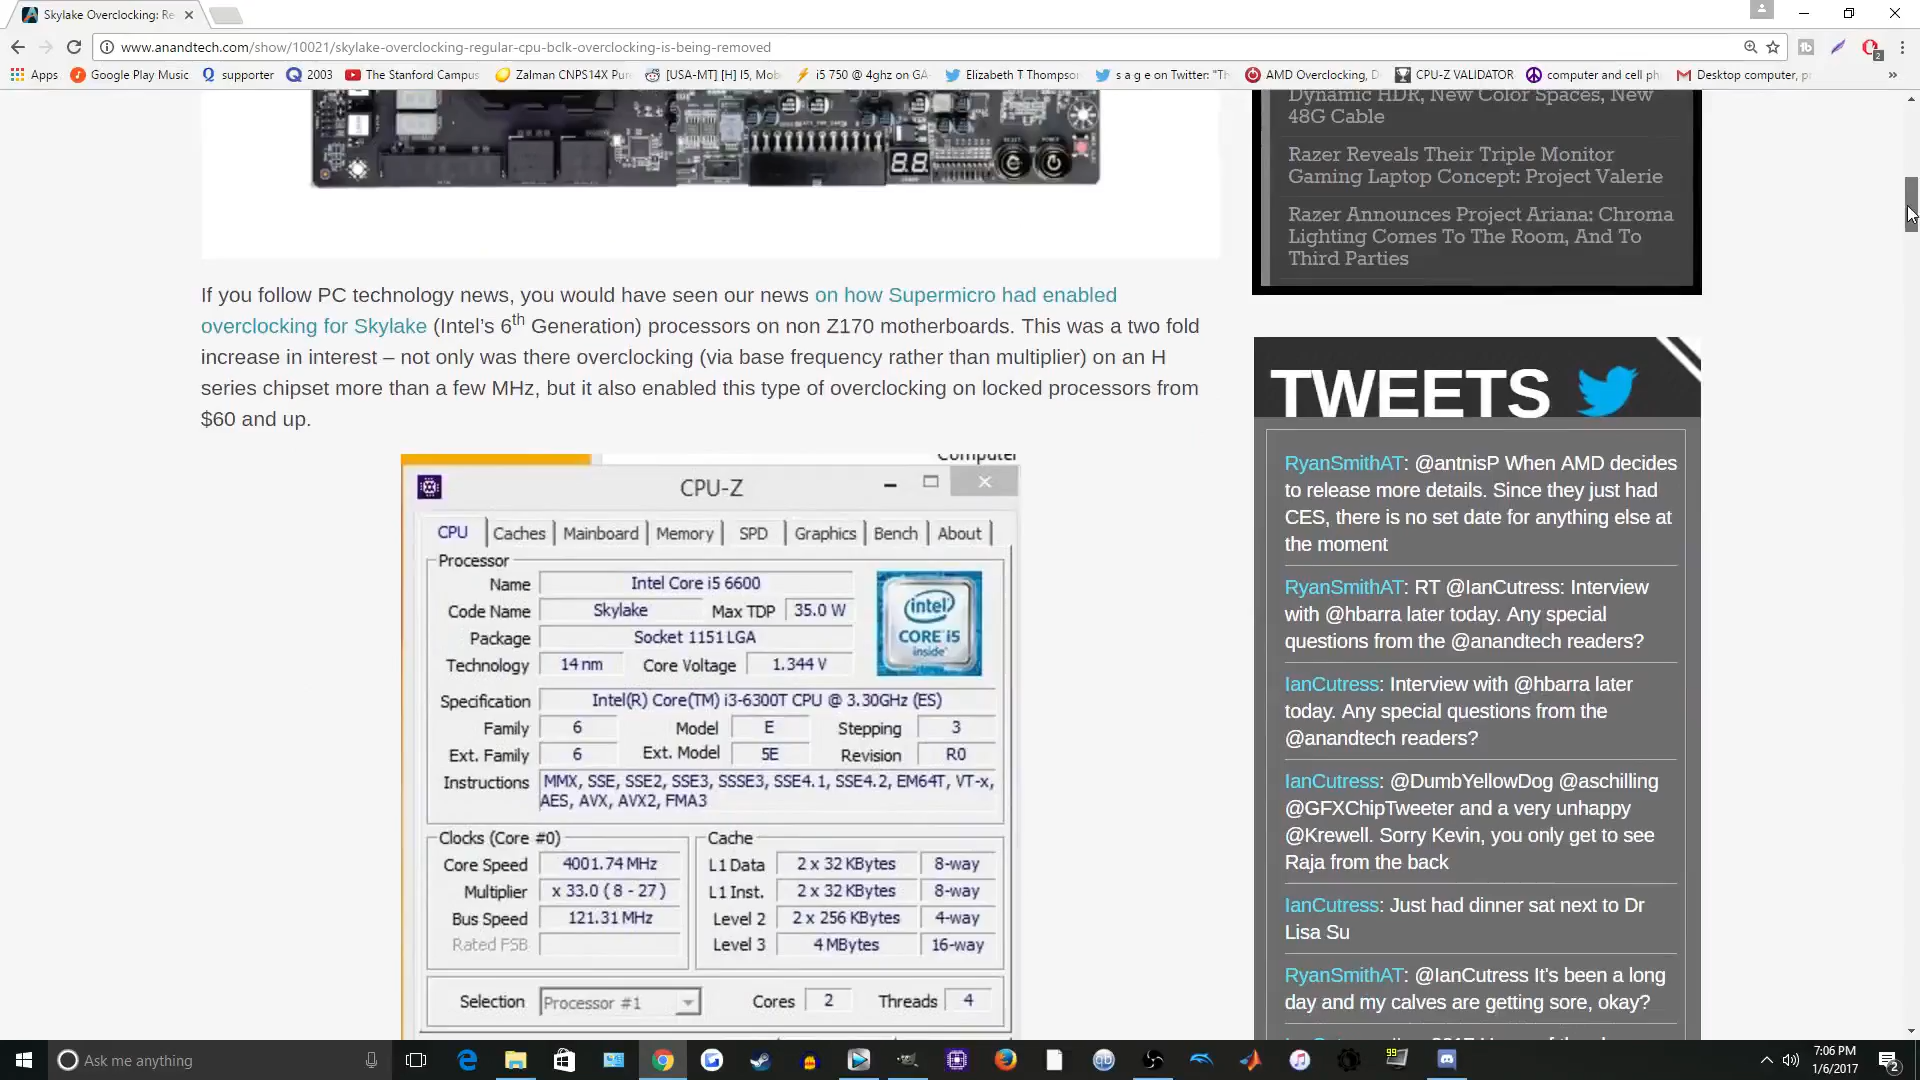 Skylake Overclocking: Re
www.anandtech.com/show/10021/skylake-overclocking-regular-cpu-bclk-overclocking-is-being-removed
Apps Google Play Music supporter 2003 The Stanford Campus Zalman CNPS14X Pur [USA-MT] [H] I5, Mob i5 750 @ 4ghz on GA- Elizabeth T Thompso s a g e on Twitter: "Th AMD Overclocking, D CPU-Z VALIDATOR computer and cell ph Desktop computer, pr »
Dynamic HDR, New Color Spaces, New
48G Cable
Razer Reveals Their Triple Monitor
Gaming Laptop Concept: Project Valerie
Razer Announces Project Ariana: Chroma
Lighting Comes To The Room, And To
Third Parties
If you follow PC technology news, you would have seen our news on how Supermicro had enabled
overclocking for Skylake (Intel's 6th Generation) processors on non Z170 motherboards. This was a two fold
increase in interest – not only was there overclocking (via base frequency rather than multiplier) on an H
series chipset more than a few MHz, but it also enabled this type of overclocking on locked processors from
$60 and up.
Computer
CPU-Z
CPU Caches Mainboard Memory SPD Graphics Bench About
Processor
Name Intel Core i5 6600
Code Name Skylake Max TDP 35.0 W
Package Socket 1151 LGA
Technology 14 nm Core Voltage 1.344 V
intel
CORE i5
inside
Specification Intel(R) Core(TM) i3-6300T CPU @ 3.30GHz (ES)
Family 6 Model E Stepping 3
Ext. Family 6 Ext. Model 5E Revision R0
Instructions MMX, SSE, SSE2, SSE3, SSSE3, SSE4.1, SSE4.2, EM64T, VT-x,
AES, AVX, AVX2, FMA3
Clocks (Core #0) Cache
Core Speed 4001.74 MHz L1 Data 2 x 32 KBytes 8-way
Multiplier x 33.0 ( 8 - 27 ) L1 Inst. 2 x 32 KBytes 8-way
Bus Speed 121.31 MHz Level 2 2 x 256 KBytes 4-way
Rated FSB Level 3 4 MBytes 16-way
Selection Processor #1 Cores 2 Threads 4
TWEETS
RyanSmithAT: @antnisP When AMD decides
to release more details. Since they just had
CES, there is no set date for anything else at
the moment
RyanSmithAT: RT @IanCutress: Interview
with @hbarra later today. Any special
questions from the @anandtech readers?
IanCutress: Interview with @hbarra later
today. Any special questions from the
@anandtech readers?
IanCutress: @DumbYellowDog @aschilling
@GFXChipTweeter and a very unhappy
@Krewell. Sorry Kevin, you only get to see
Raja from the back
IanCutress: Just had dinner sat next to Dr
Lisa Su
RyanSmithAT: @IanCutress It's been a long
day and my calves are getting sore, okay?
Ask me anything
7:06 PM
1/6/2017
2